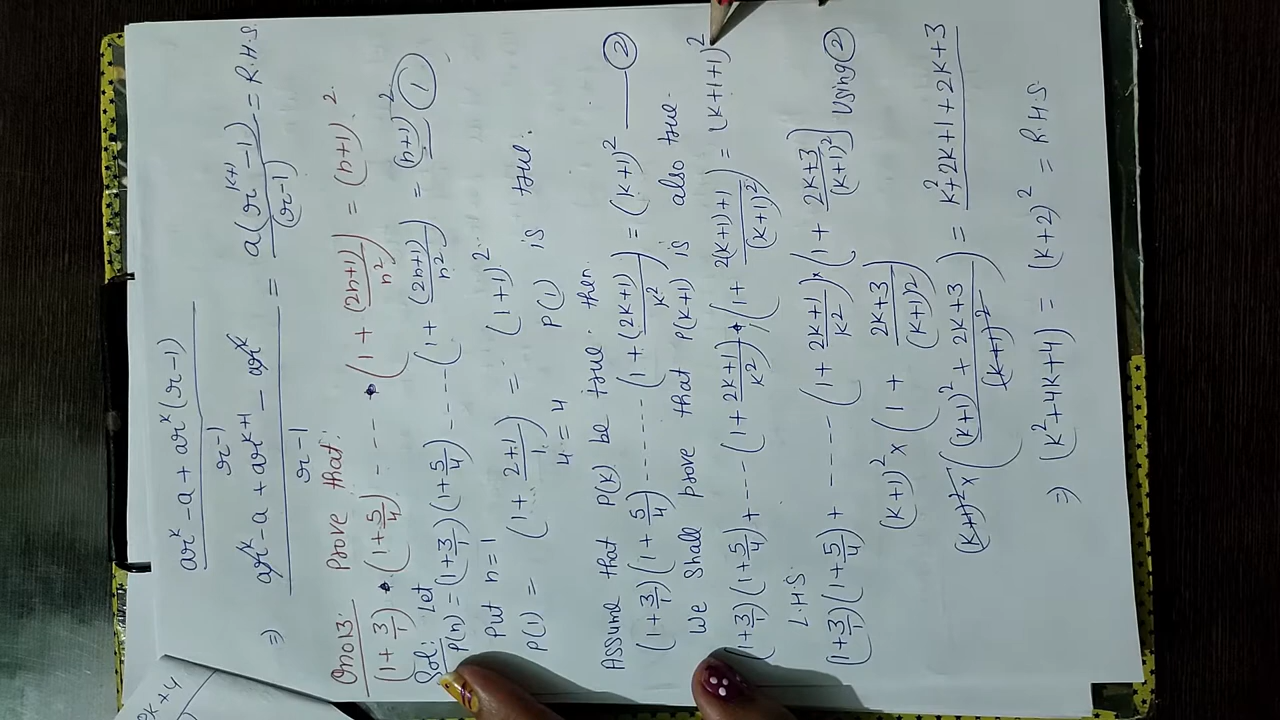 2k+4
ar^k - a + ar^k(r-1) / r-1
⇒ ar^k - a + ar^(k+1) - ar^k / r-1 = a(r^(k+1) - 1) / (r-1) = R.H.S.
Qno13: Prove that:
(1+3/1)·(1+5/4) ---- ·(1+(2n+1)/n²) = (n+1)².
Sol: Let
P(n) = (1+3/1)(1+5/4) ----(1+(2n+1)/n²) = (n+1)² ①
Put n=1
P(1) = (1+2+1/1) = (1+1)²
4=4 P(1) is true.
Assume that P(k) be true then.
(1+3/1)(1+5/4)------(1+(2k+1)/k²) = (k+1)² —— ②
We Shall prove that P(k+1) is also true.
(1+3/1)(1+5/4)+----(1+2k+1/k²)+(1+2(k+1)+1/(k+1)²) = (k+1+1)²
L.H.S.
(1+3/1)(1+5/4)+-----(1+2k+1/k²)×(1+2k+3/(k+1)²) Using ②
(k+1)² × (1+2k+3/(k+1)²)
(k+1)² × ((k+1)²+2k+3/(k+1)²) = k²+2k+1+2k+3
⇒ (k²+4k+4) = (k+2)² = R.H.S.